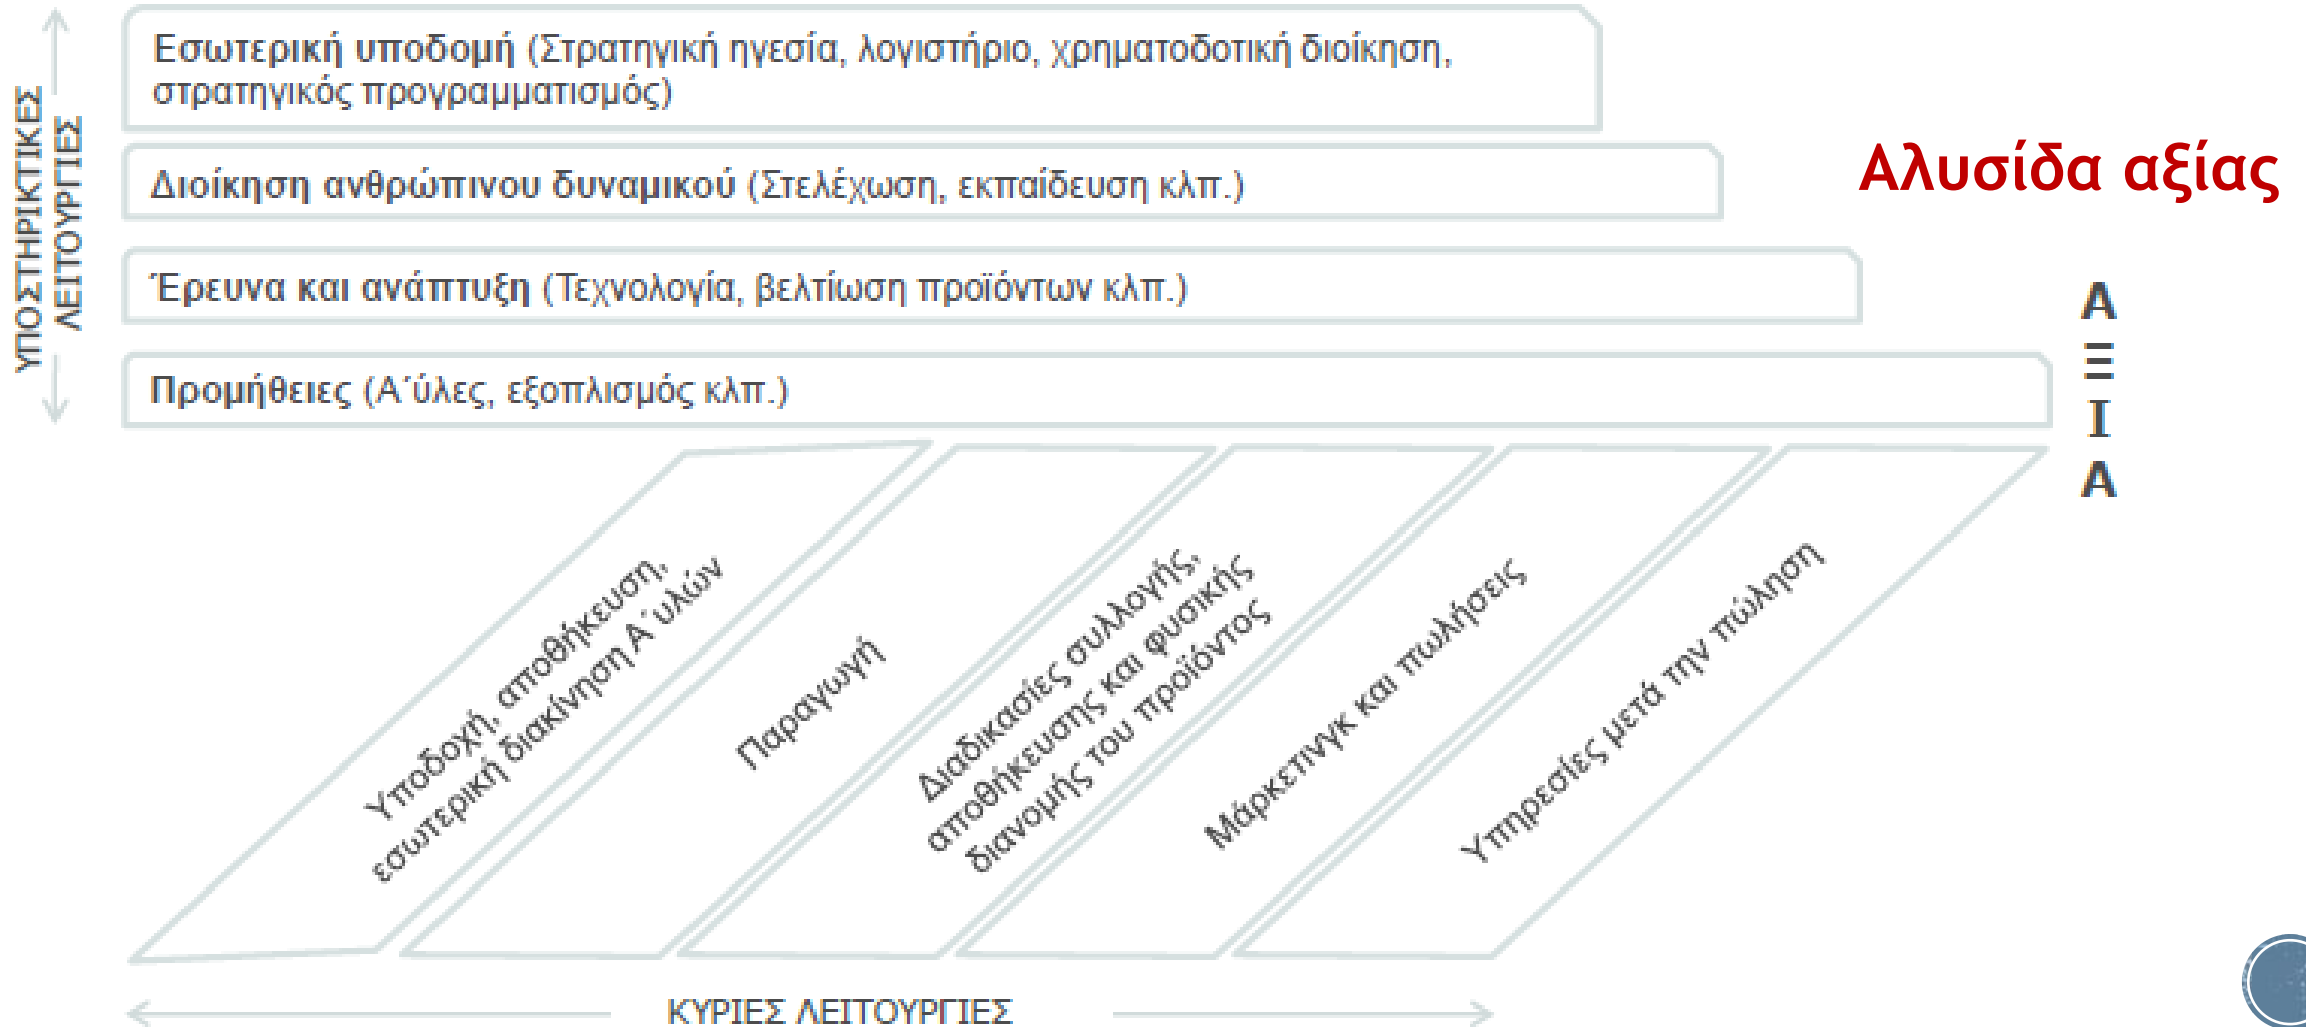 Εσωτερική υποδομή (Στρατηγική ηγεσία, λογιστήριο, χρηματοδοτική διοίκηση,
στρατηγικός προγραμματισμός)
Αλυσίδα αξίας
Διοίκηση ανθρώπινου δυναμικού (Στελέχωση, εκπαίδευση κλπ.)
Έρευνα και ανάπτυξη (Τεχνολογία, βελτίωση προϊόντων κλπ.)
Προμήθειες (Α΄ύλες, εξοπλισμός κλπ.)
ΥΠΟΣΤΗΡΙΚΤΙΚΕΣ
ΛΕΙΤΟΥΡΓΙΕΣ
Α
Ξ
Ι
Α
Υποδοχή, αποθήκευση,
εσωτερική διακίνηση Α΄υλών
Παραγωγή
Διαδικασίες συλλογής,
αποθήκευσης και φυσικής
διανομής του προϊόντος
Μάρκετινγκ και πωλήσεις
Υπηρεσίες μετά την πώληση
ΚΥΡΙΕΣ ΛΕΙΤΟΥΡΓΙΕΣ